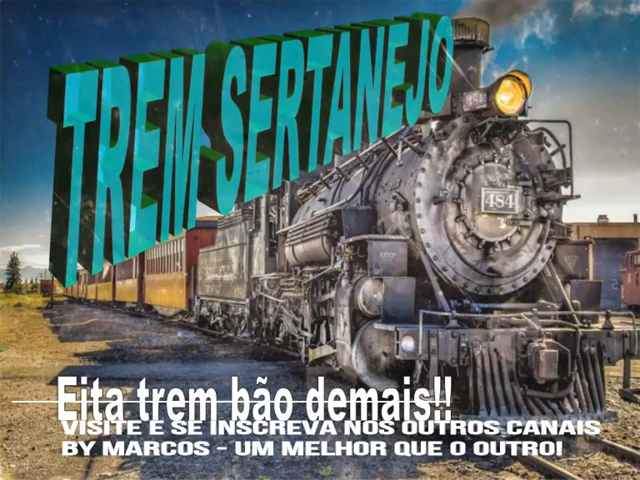 TREM SERTANEJO
484
Eita trem bão demais!!
VISITE E SE INSCREVA NOS OUTROS CANAIS
BY MARCOS - UM MELHOR QUE O OUTRO!